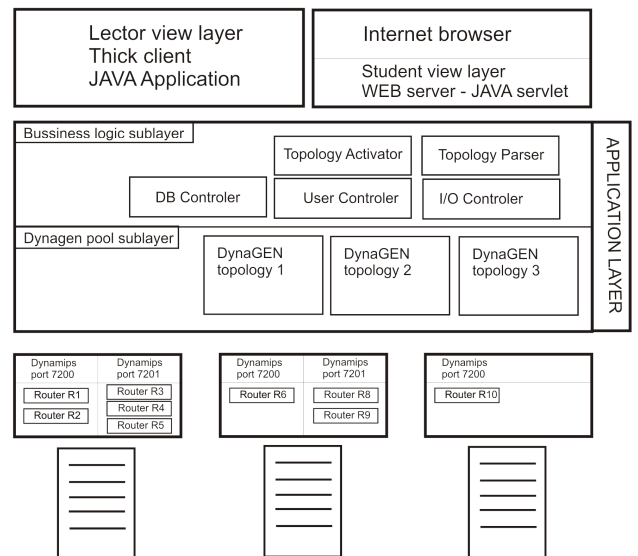 Lector view layer
Thick client
JAVA Application
Internet browser
Student view layer
WEB server - JAVA servlet
Bussiness logic sublayer
Topology Activator
Topology Parser
DB Controler
User Controler
I/O Controler
Dynagen pool sublayer
DynaGEN
topology 1
DynaGEN
topology 2
DynaGEN
topology 3
APPLICATION LAYER
Dynamips
port 7200
Router R1
Router R2
Dynamips
port 7201
Router R3
Router R4
Router R5
Dynamips
port 7200
Router R6
Dynamips
port 7201
Router R8
Router R9
Dynamips
port 7200
Router R10